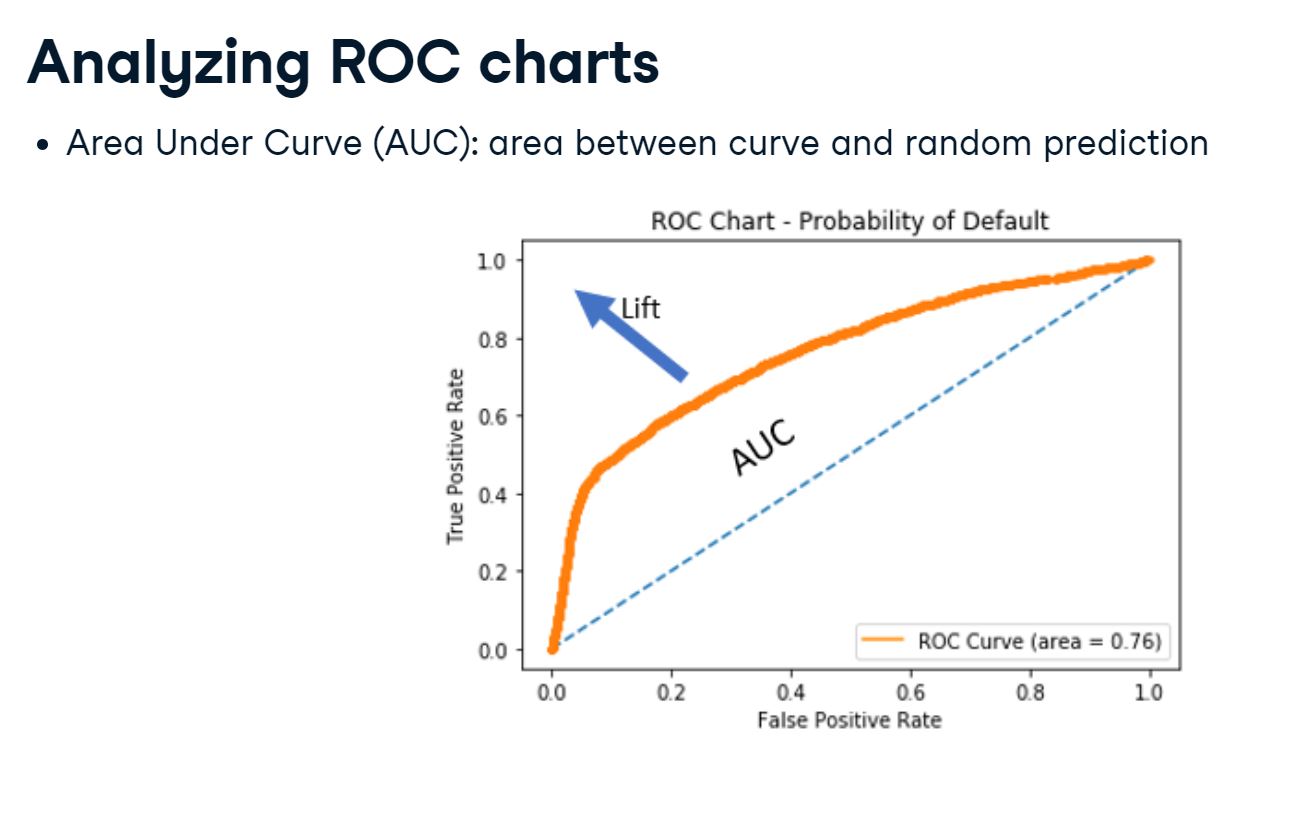 Analyzing ROC charts
• Area Under Curve (AUC): area between curve and random prediction
ROC Chart - Probability of Default
1.0
0.8
0.6
0.4
0.2
0.0
True Positive Rate
Lift
AUC
ROC Curve (area = 0.76)
0.0 0.2 0.4 0.6 0.8 1.0
False Positive Rate